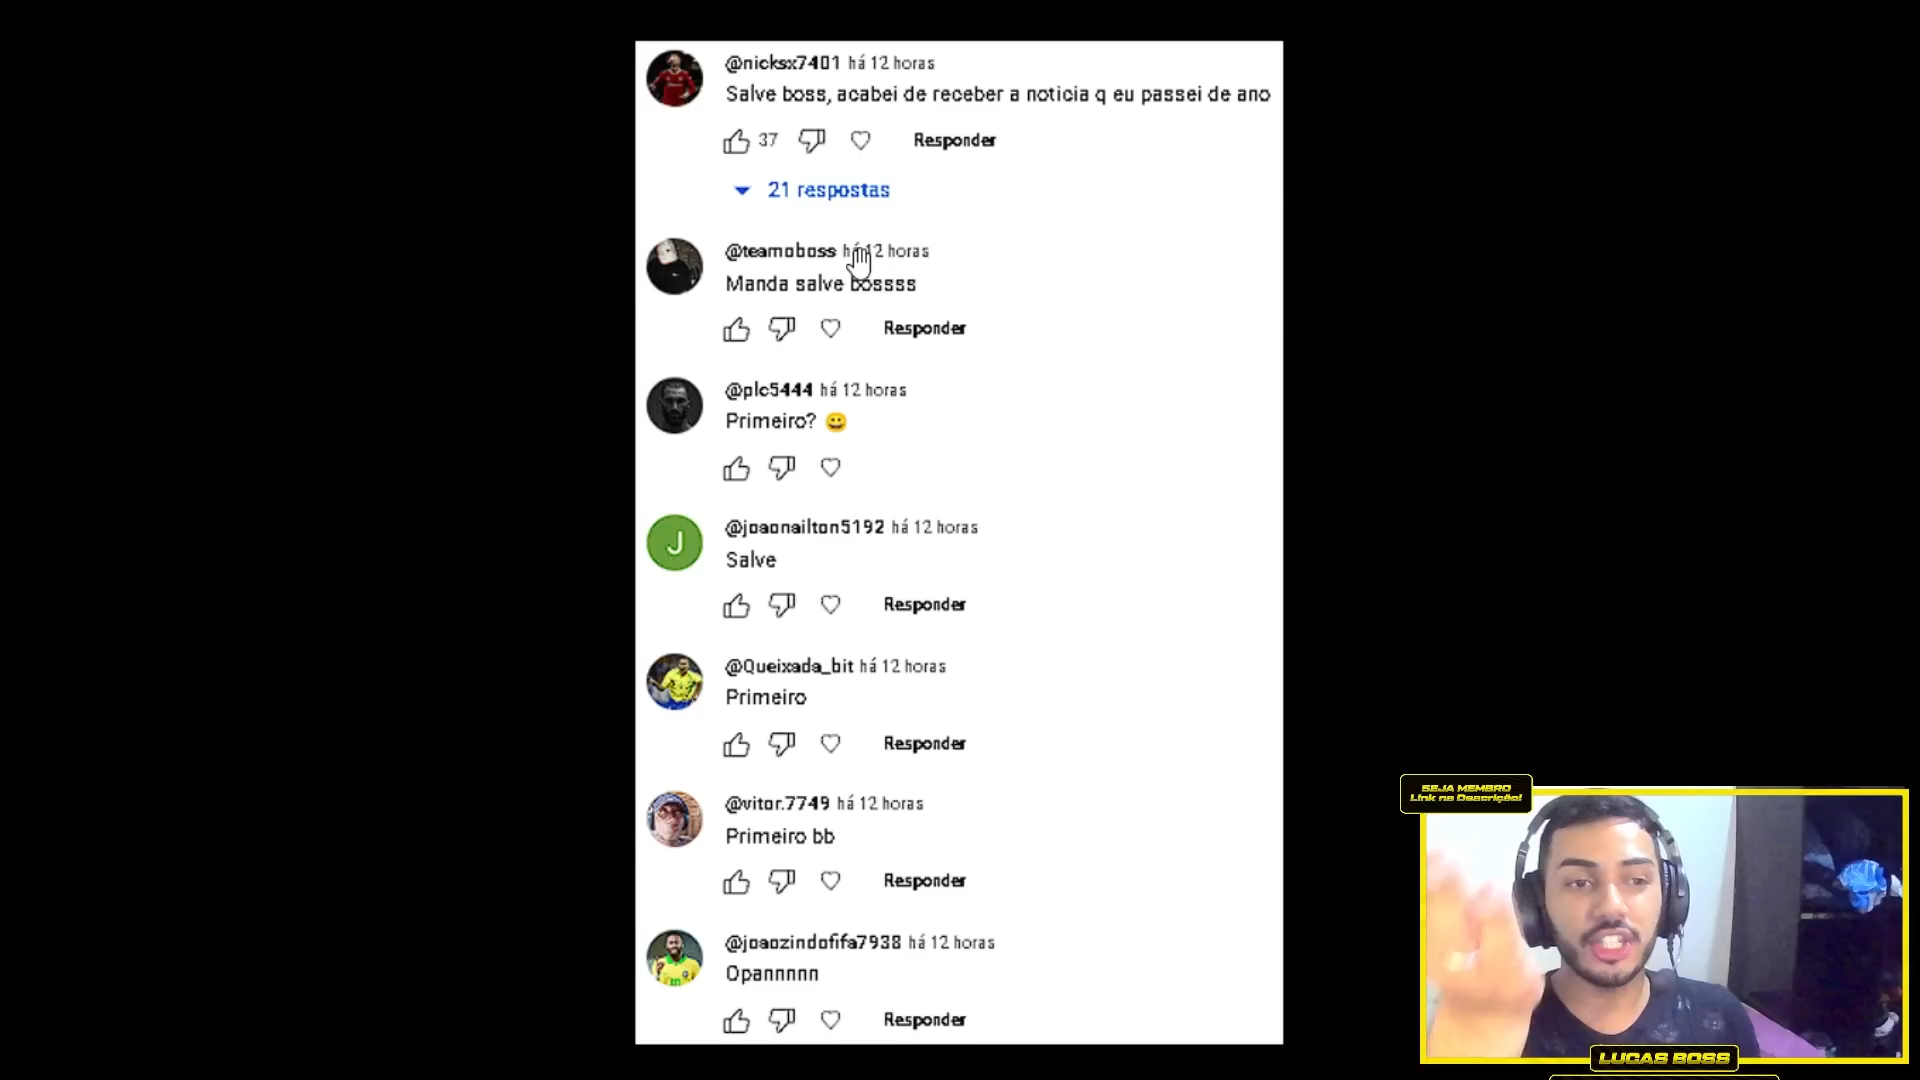 @nicksx7401 há 12 horas
Salve boss, acabei de receber a noticia q eu passei de ano
37 Responder
21 respostas
@teamoboss há 12 horas
Manda salve bossss
Responder
@plc5444 há 12 horas
Primeiro? 😀
@joaonailton5192 há 12 horas
J
Salve
Responder
@Queixada_bit há 12 horas
Primeiro
Responder
@vitor.7749 há 12 horas
Primeiro bb
Responder
@joaozindofifa7938 há 12 horas
Opannnnn
Responder
SEJA MEMBRO
Link na Descrição!
LUCAS BOSS